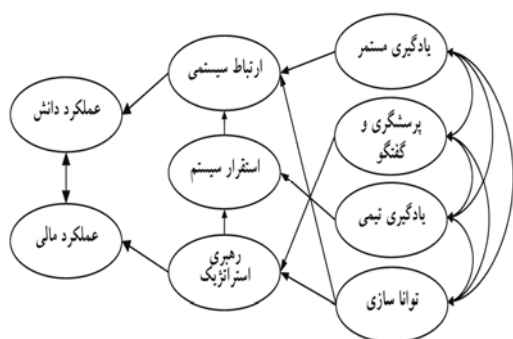 یادگیری مستمر
ارتباط سیستمی
عملکرد دانش
پرسشگری و
گفتگو
استقرار سیستم
یادگیری تیمی
عملکرد مالی
رهبری
استراتژیک
توانا سازی